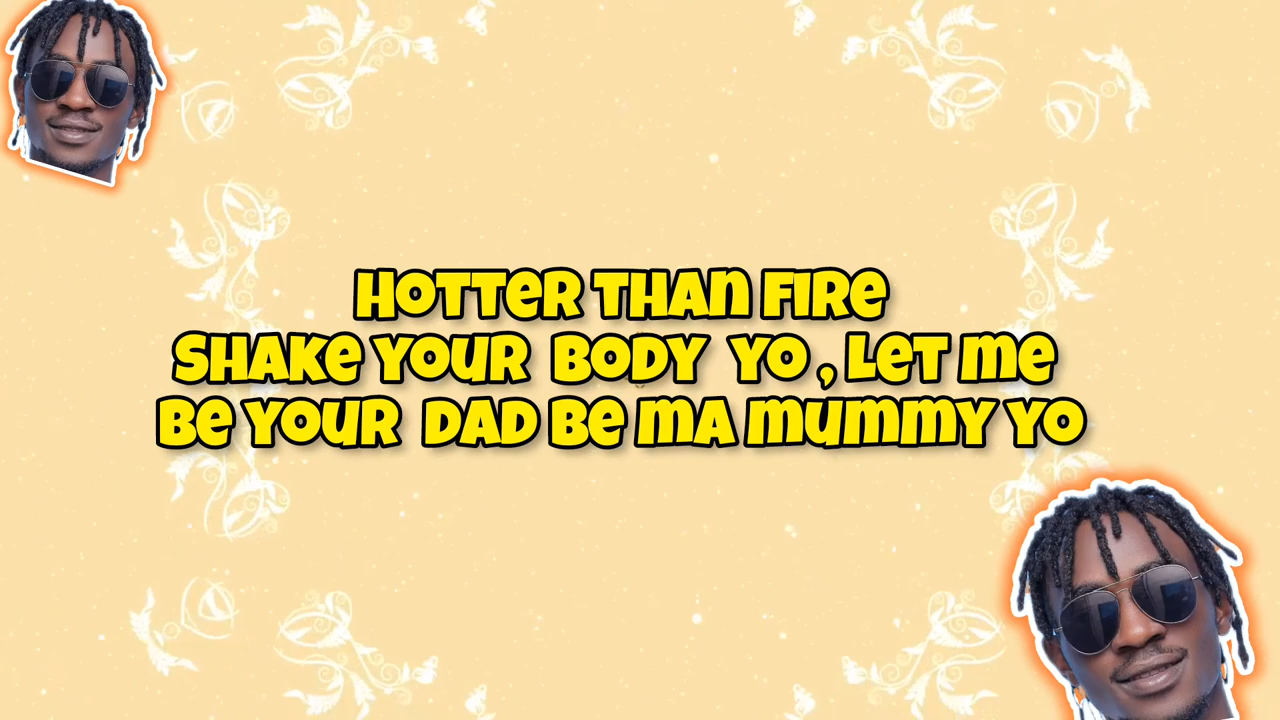 HOTTER THAN FIRE
SHAKE YOUR BODY YO , LET ME
BE YOUR DAD BE MA MUMMY YO